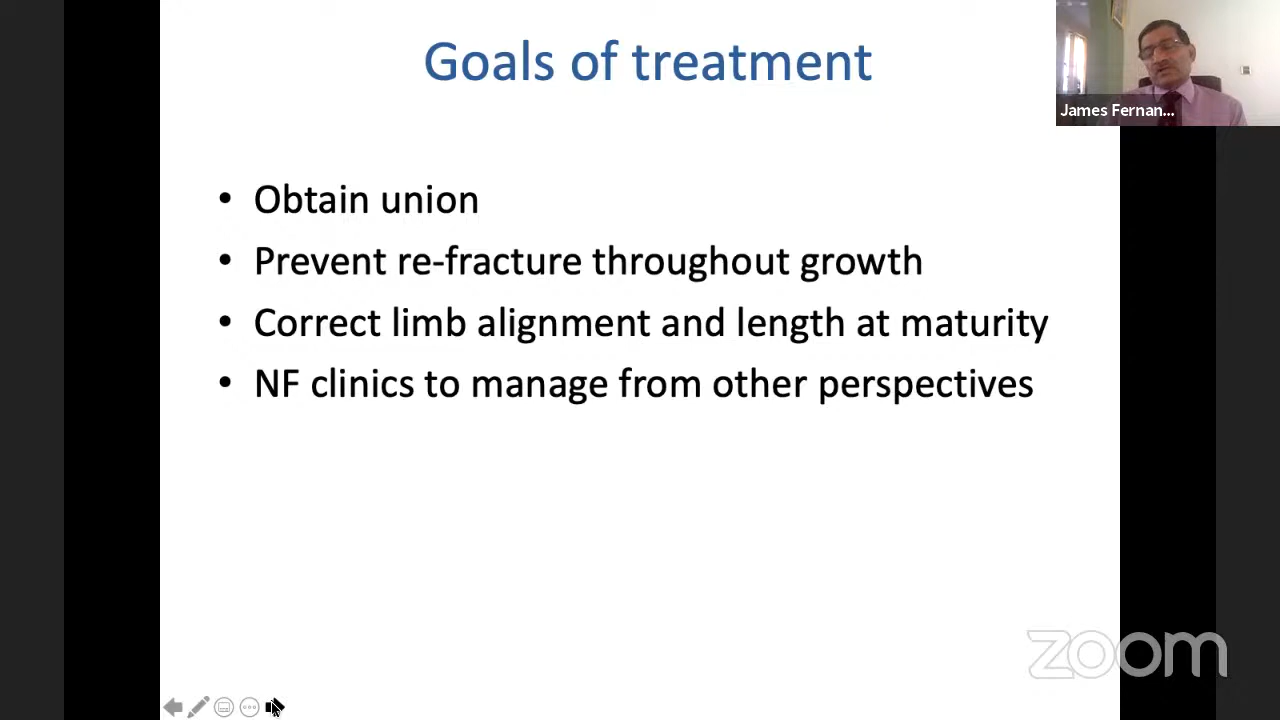 Goals of treatment
James Fernan...
• Obtain union
• Prevent re-fracture throughout growth
• Correct limb alignment and length at maturity
• NF clinics to manage from other perspectives
zoom